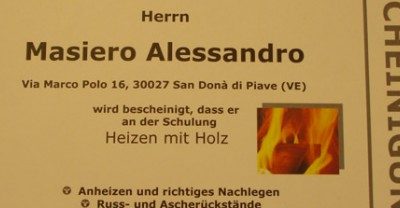 Herrn
Masiero Alessandro
Via Marco Polo 16, 30027 San Donà di Piave (VE)
wird bescheinigt, dass er
an der Schulung
Heizen mit Holz
Anheizen und richtiges Nachlegen
Russ- und Ascherückstände
CHEINIGUN